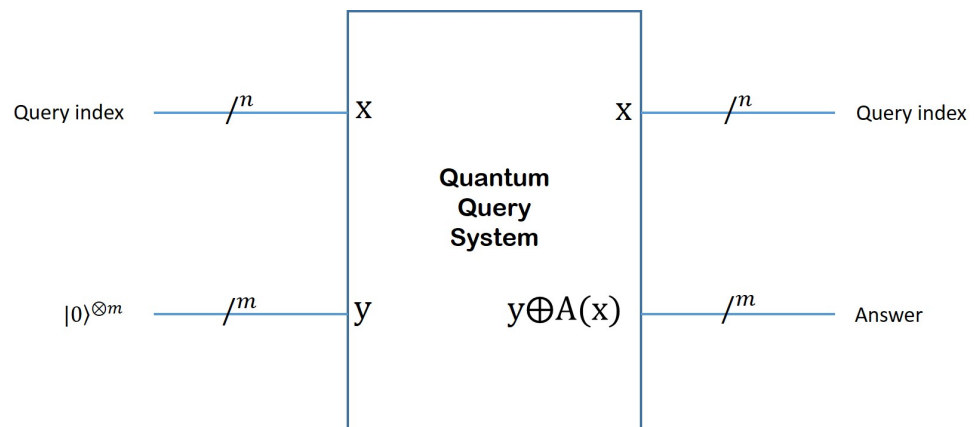 Query index n x x n Query index
Quantum
Query
System
|0⟩⊗m m y y⊕A(x) m Answer